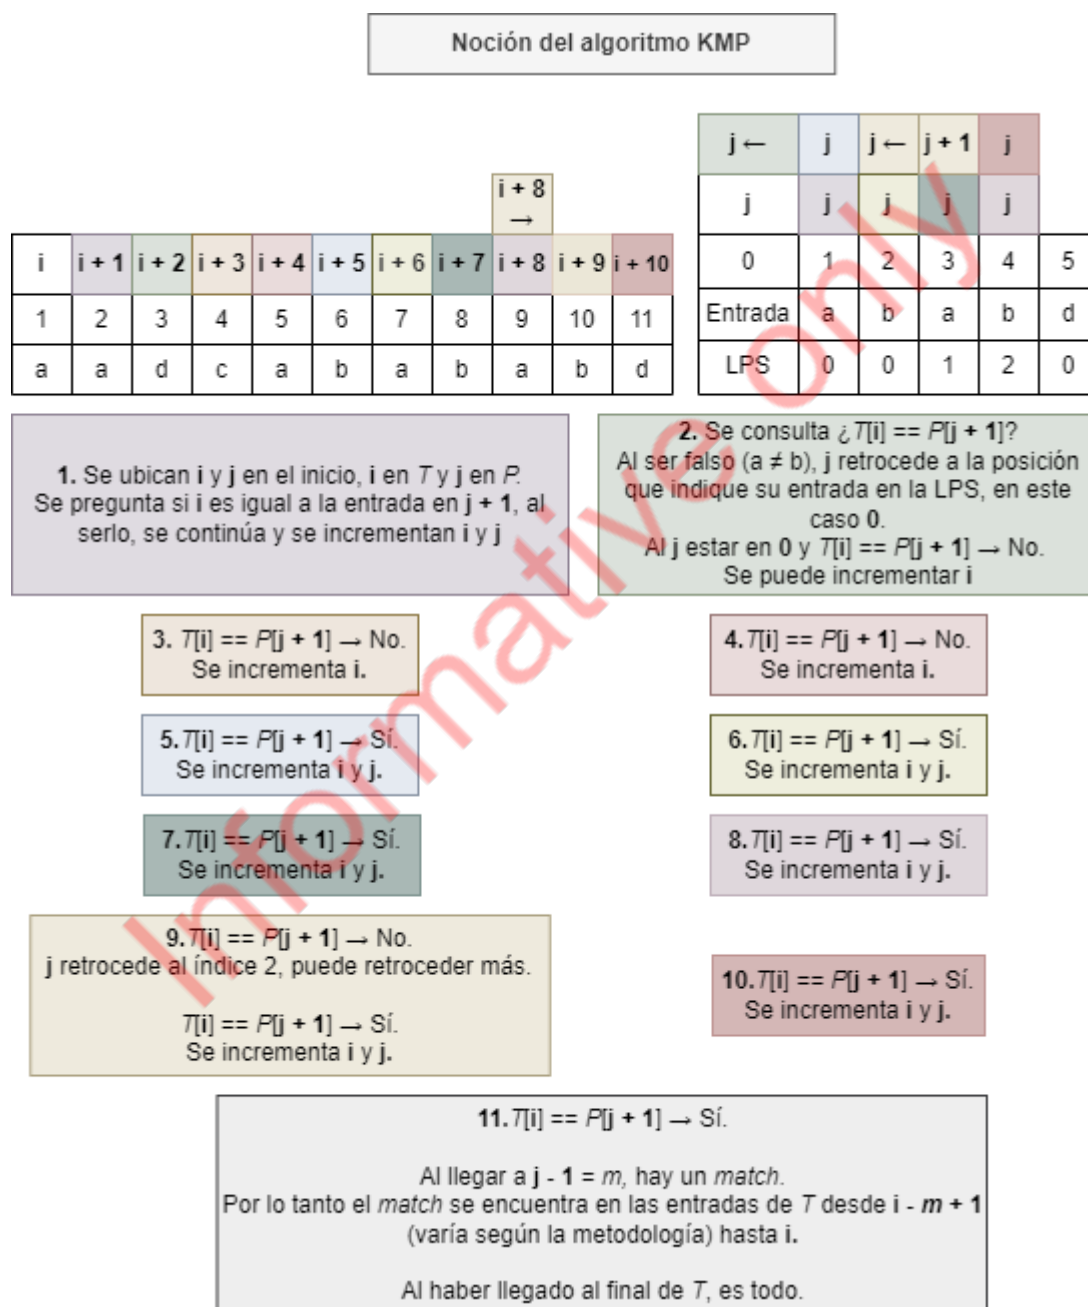 Noción del algoritmo KMP
j ← j j ← j + 1 j
i + 8 → j j j j j
i i + 1 i + 2 i + 3 i + 4 i + 5 i + 6 i + 7 i + 8 i + 9 i + 10 0 1 2 3 4 5
1 2 3 4 5 6 7 8 9 10 11 Entrada a b a b d
a a d c a b a b a b d LPS 0 0 1 2 0
1. Se ubican i y j en el inicio, i en T y j en P.
Se pregunta si i es igual a la entrada en j + 1, al
serlo, se continúa y se incrementan i y j
2. Se consulta ¿T[i] == P[j + 1]?
Al ser falso (a ≠ b), j retrocede a la posición
que indique su entrada en la LPS, en este
caso 0.
Al j estar en 0 y T[i] == P[j + 1] → No.
Se puede incrementar i
3. T[i] == P[j + 1] → No.
Se incrementa i.
4. T[i] == P[j + 1] → No.
Se incrementa i.
5. T[i] == P[j + 1] → Sí.
Se incrementa i y j.
6. T[i] == P[j + 1] → Sí.
Se incrementa i y j.
7. T[i] == P[j + 1] → Sí.
Se incrementa i y j.
8. T[i] == P[j + 1] → Sí.
Se incrementa i y j.
9. T[i] == P[j + 1] → No.
j retrocede al índice 2, puede retroceder más.
T[i] == P[j + 1] → Sí.
Se incrementa i y j.
10. T[i] == P[j + 1] → Sí.
Se incrementa i y j.
11. T[i] == P[j + 1] → Sí.
Al llegar a j - 1 = m, hay un match.
Por lo tanto el match se encuentra en las entradas de T desde i - m + 1
(varía según la metodología) hasta i.
Al haber llegado al final de T, es todo.
Informative only